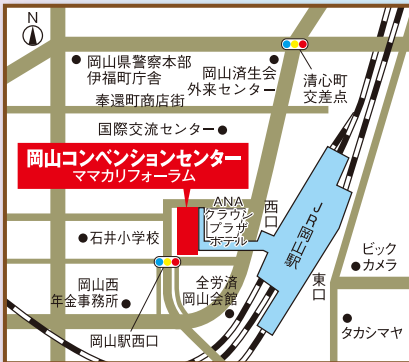 N
岡山県警察本部
伊福町庁舎
岡山済生会
外来センター
清心町
交差点
奉還町商店街
国際交流センター
岡山コンベンションセンター
ママカリフォーラム
ANA
クラウン
プラザ
ホテル
西口
JR岡山駅
東口
石井小学校
ビック
カメラ
岡山西
年金事務所
全労済
岡山会館
岡山駅西口
タカシマヤ